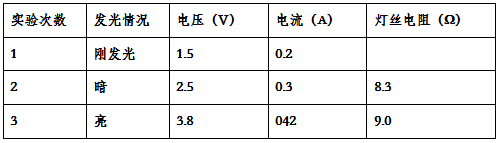 实验次数 发光情况 电压（V） 电流（A） 灯丝电阻（Ω）
1 刚发光 1.5 0.2
2 暗 2.5 0.3 8.3
3 亮 3.8 042 9.0